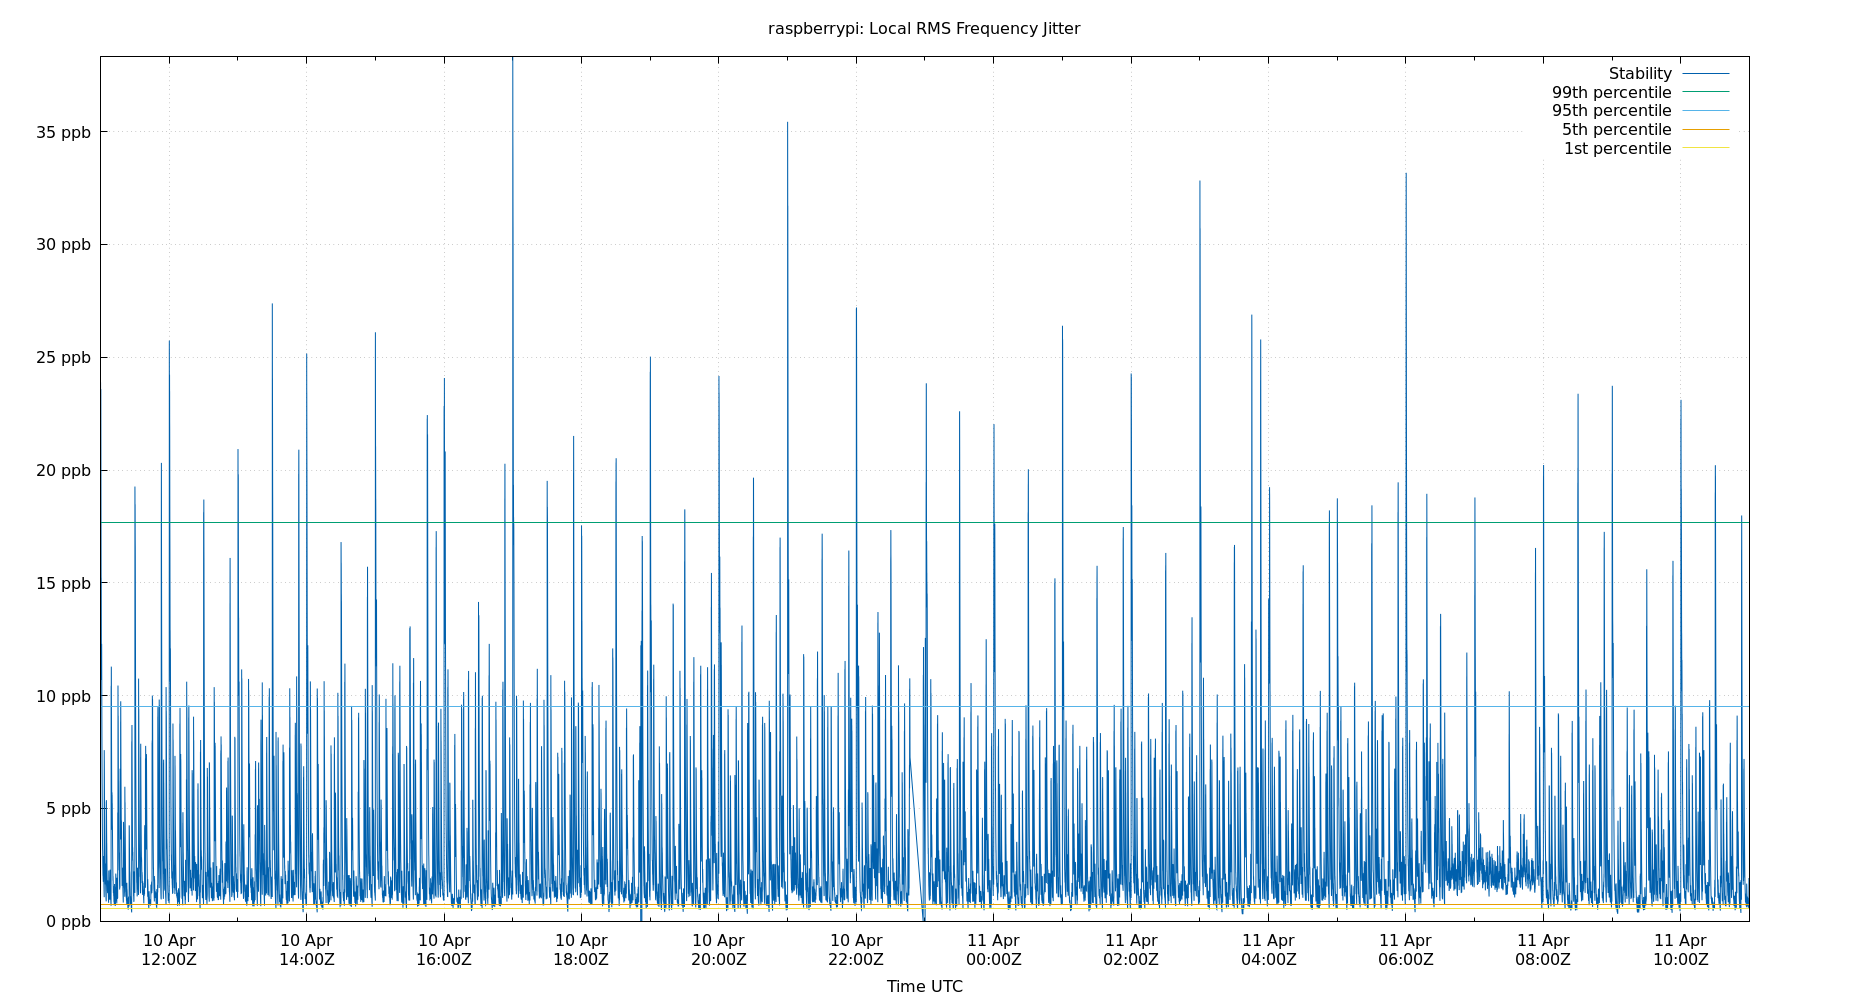 raspberrypi: Local RMS Frequency Jitter
Stability
99th percentile
95th percentile
5th percentile
1st percentile
35 ppb
30 ppb
25 ppb
20 ppb
15 ppb
10 ppb
5 ppb
0 ppb
10 Apr 10 Apr 10 Apr 10 Apr 10 Apr 10 Apr 11 Apr 11 Apr 11 Apr 11 Apr 11 Apr 11 Apr
12:00Z 14:00Z 16:00Z 18:00Z 20:00Z 22:00Z 00:00Z 02:00Z 04:00Z 06:00Z 08:00Z 10:00Z
Time UTC